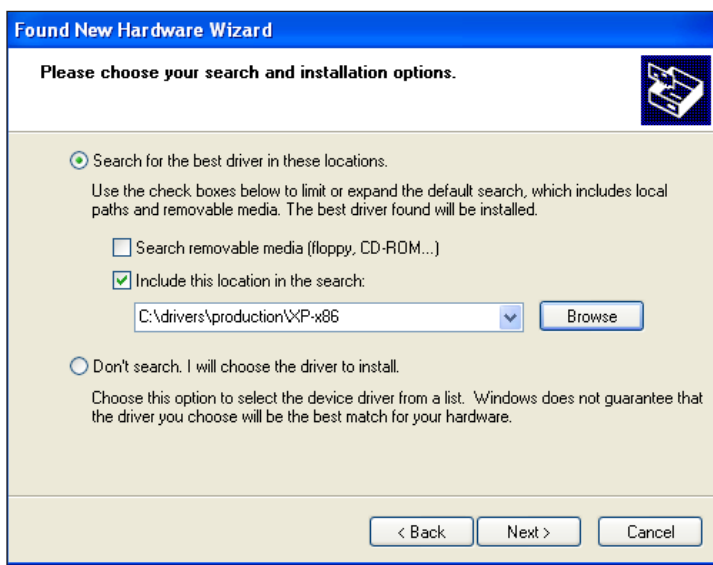 Found New Hardware Wizard
Please choose your search and installation options.
Search for the best driver in these locations.
Use the check boxes below to limit or expand the default search, which includes local
paths and removable media. The best driver found will be installed.
Search removable media (floppy, CD-ROM...)
Include this location in the search:
C:\drivers\production\XP-x86
Browse
Don't search. I will choose the driver to install.
Choose this option to select the device driver from a list.  Windows does not guarantee that
the driver you choose will be the best match for your hardware.
< Back
Next >
Cancel